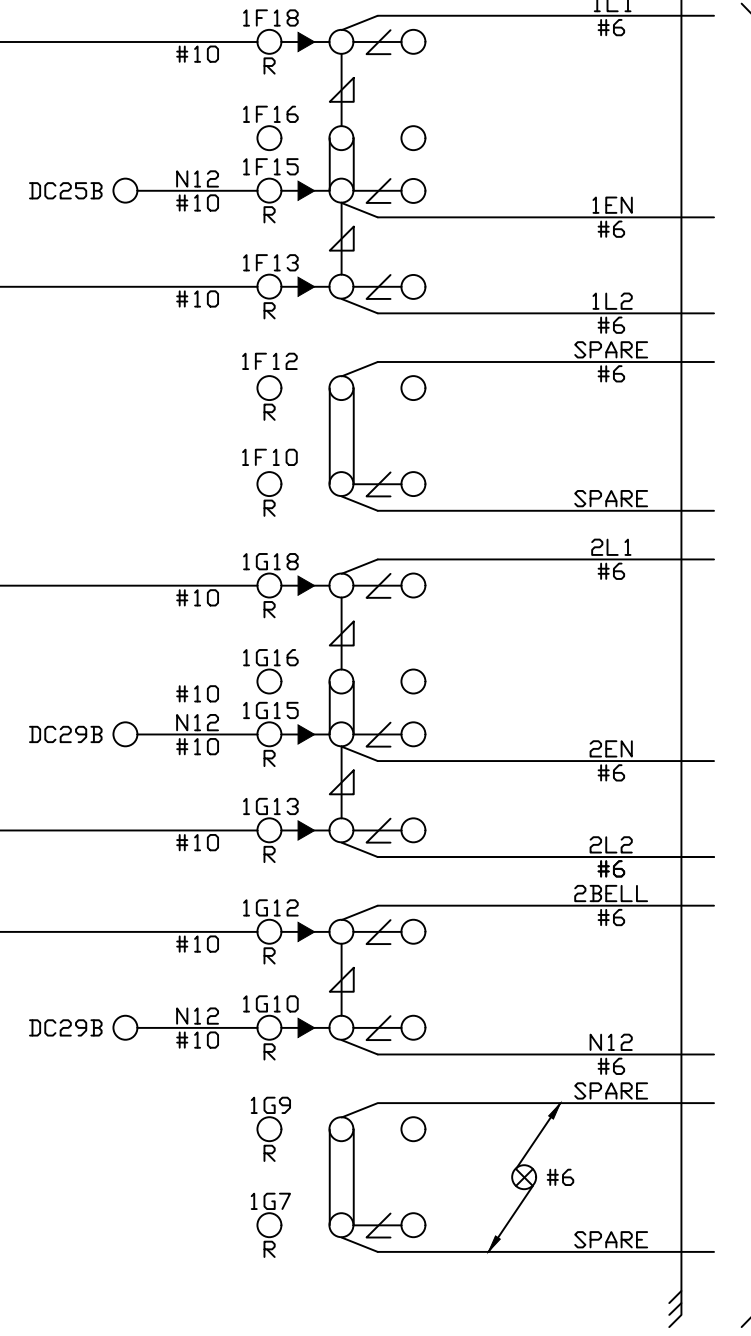 1L1
1F18
#6
#10
R
1F16
1F15
N12
DC25B
#10
R
1EN
#6
1F13
#10
R
1L2
#6
SPARE
1F12
#6
R
1F10
SPARE
R
2L1
1G18
#6
#10
R
1G16
#10
1G15
N12
DC29B
#10
R
2EN
#6
1G13
#10
R
2L2
#6
2BELL
1G12
#6
#10
R
1G10
N12
DC29B
#10
R
N12
#6
SPARE
1G9
R
#6
1G7
R
SPARE